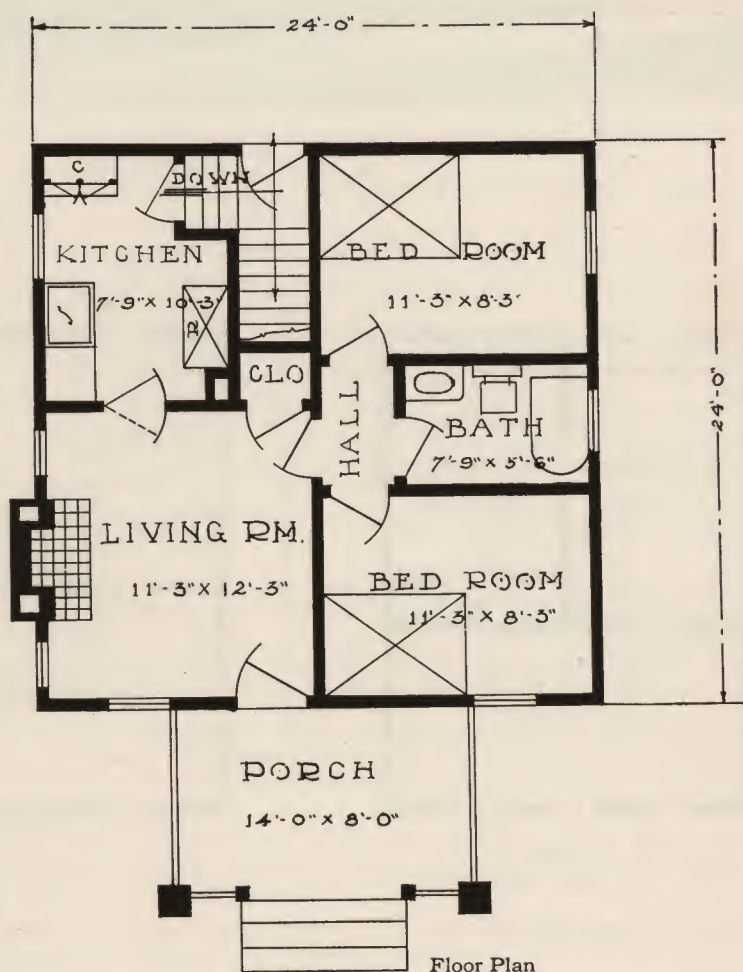 24'-0"
C
DOWN
KITCHEN
7'-9" X 10'-3"
R
BED ROOM
11'-3" X 8'-3"
CLO
HALL
BATH
7'-9" X 5'-6"
24'-0"
LIVING RM.
11'-3" X 12'-3"
BED ROOM
11'-3" X 8'-3"
PORCH
14'-0" X 8'-0"
Floor Plan